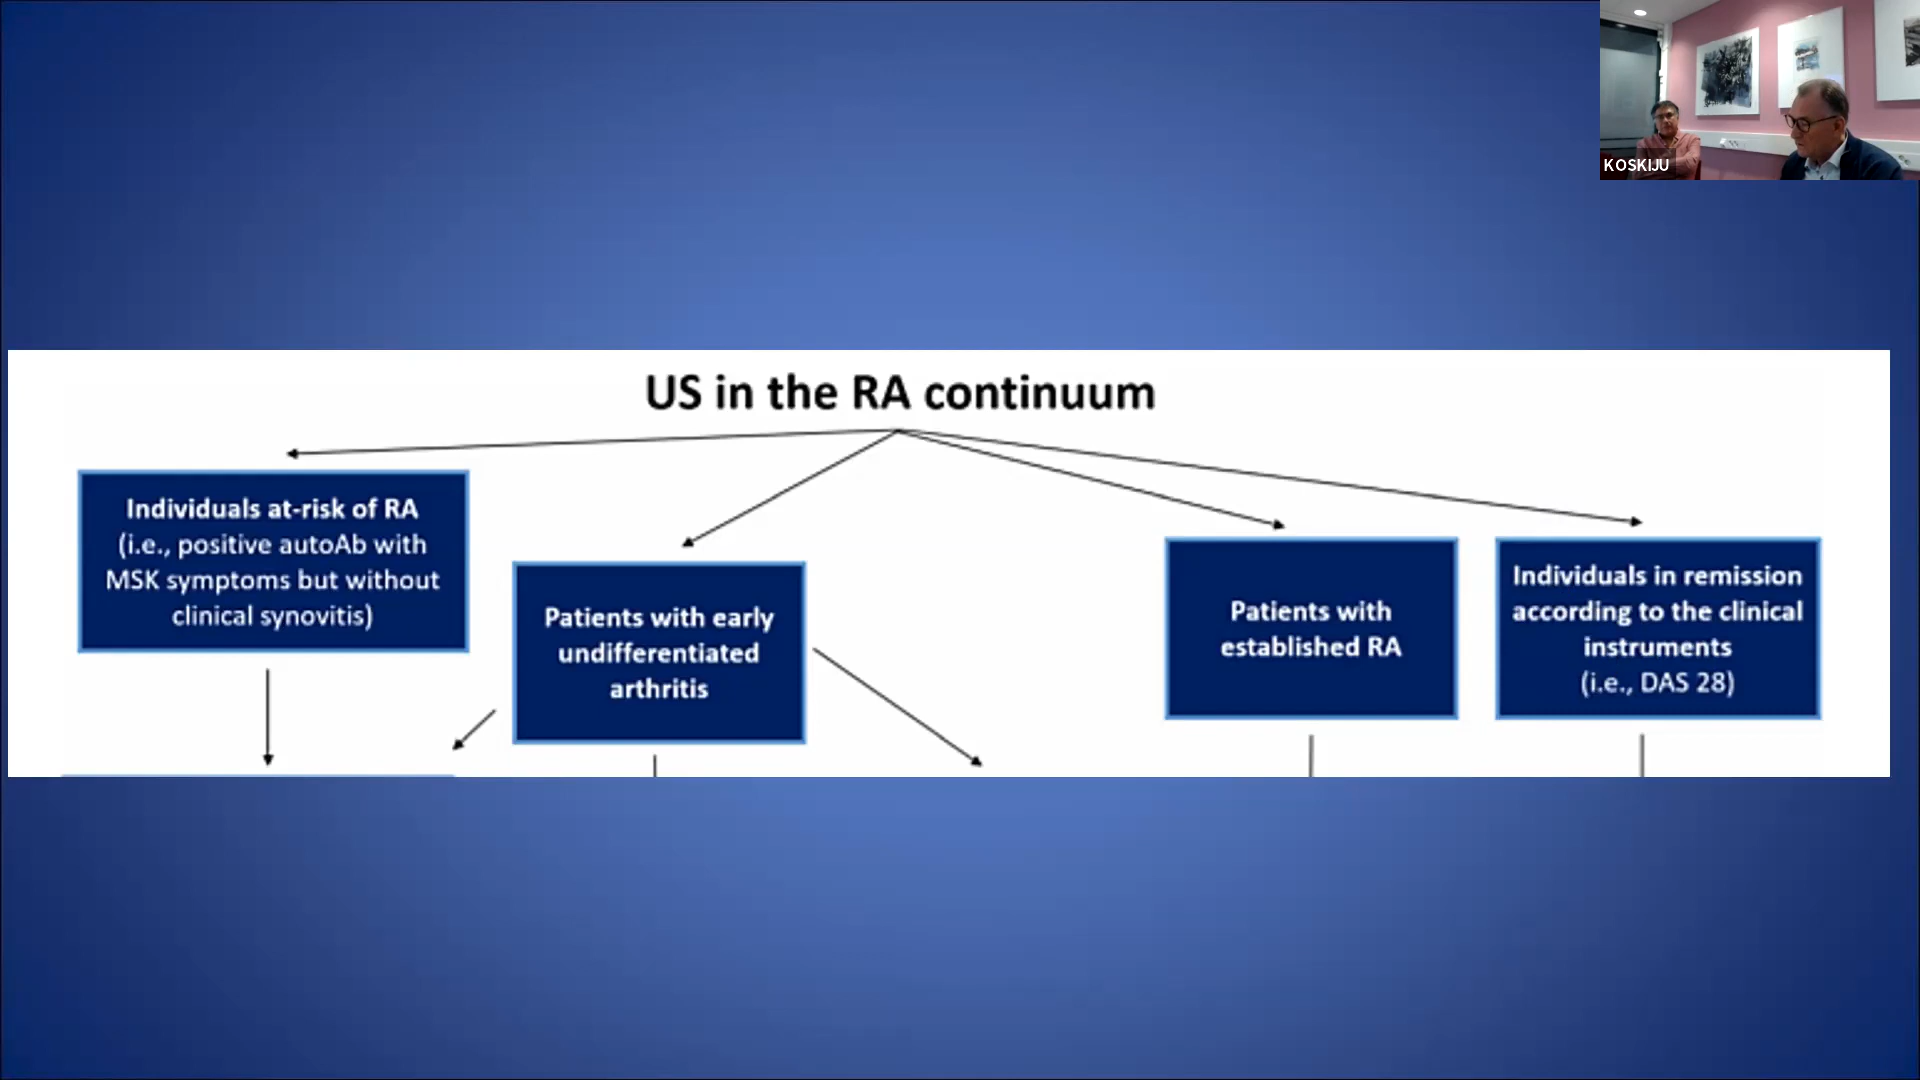 KOSKIJU
US in the RA continuum
Individuals at-risk of RA
(i.e., positive autoAb with
MSK symptoms but without
clinical synovitis)
Patients with early
undifferentiated
arthritis
Patients with
established RA
Individuals in remission
according to the clinical
instruments
(i.e., DAS 28)